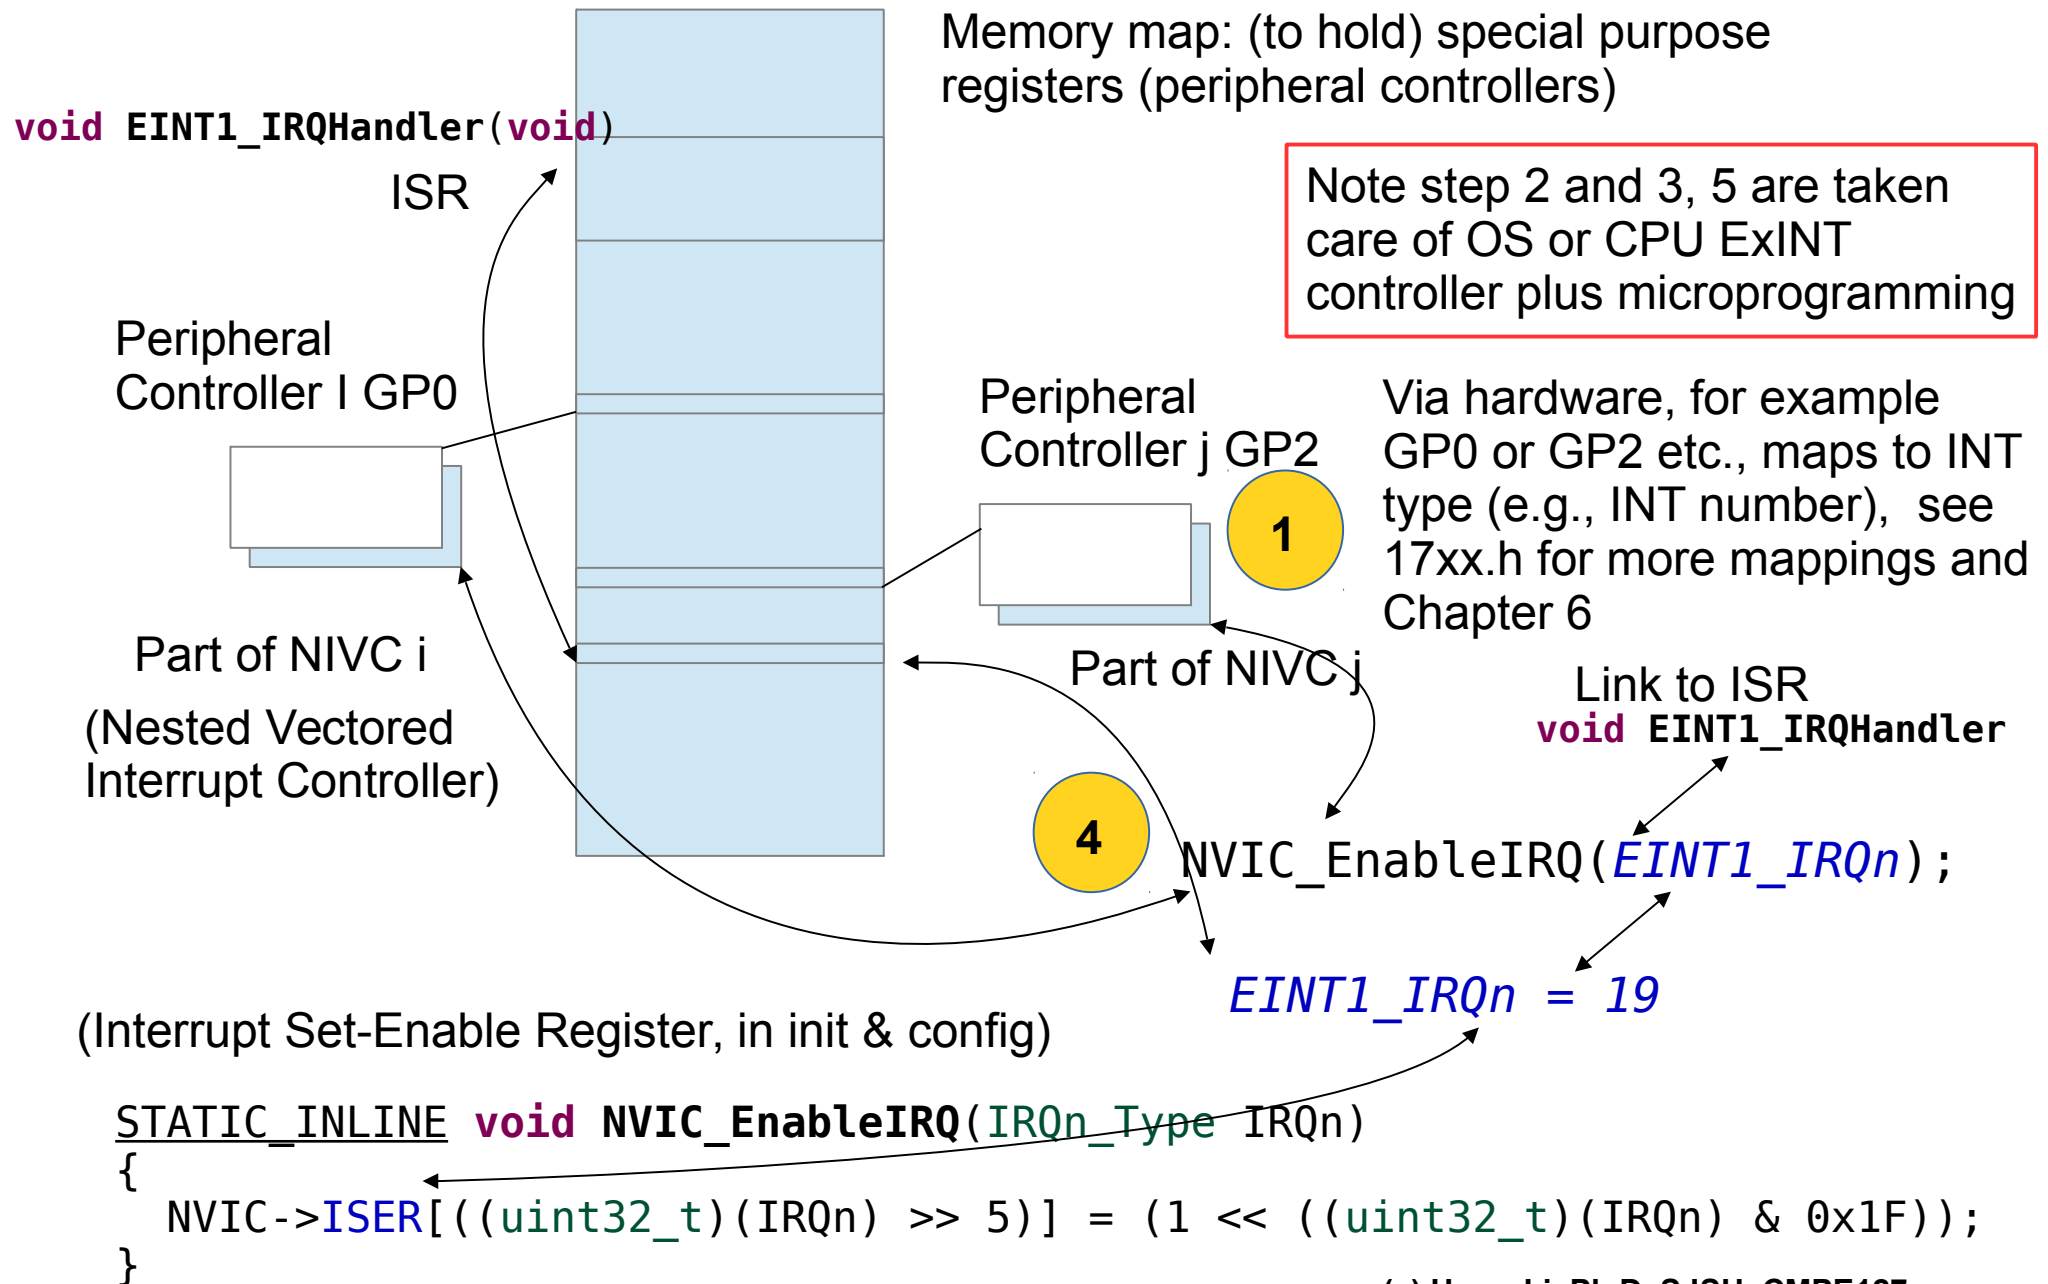 Memory map: (to hold) special purpose
registers (peripheral controllers)
void EINT1_IRQHandler(void)
ISR
Note step 2 and 3, 5 are taken
care of OS or CPU ExINT
controller plus microprogramming
Peripheral
Controller I GP0
Peripheral
Controller j GP2
1
Via hardware, for example
GP0 or GP2 etc., maps to INT
type (e.g., INT number),  see
17xx.h for more mappings and
Chapter 6
Part of NIVC i
(Nested Vectored
Interrupt Controller)
Part of NIVC j
Link to ISR
void EINT1_IRQHandler
4
NVIC_EnableIRQ(EINT1_IRQn);
EINT1_IRQn = 19
(Interrupt Set-Enable Register, in init & config)
STATIC_INLINE void NVIC_EnableIRQ(IRQn_Type IRQn)
{
NVIC->ISER[((uint32_t)(IRQn) >> 5)] = (1 << ((uint32_t)(IRQn) & 0x1F));
}